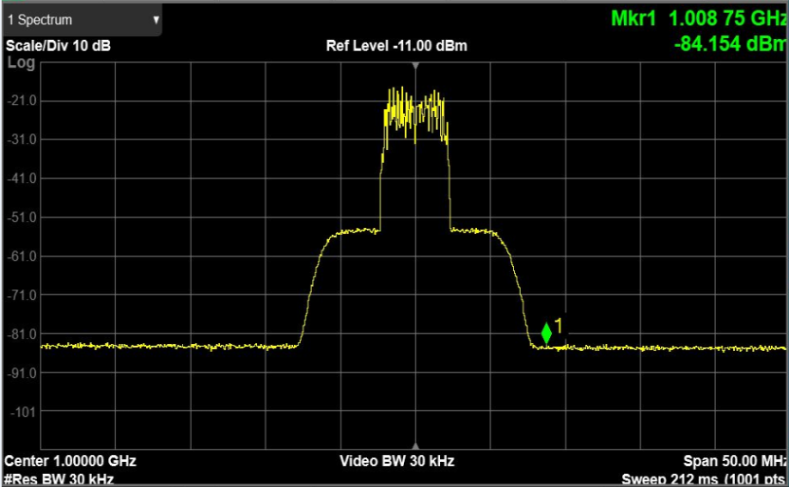 1 Spectrum ▼ Mkr1 1.008 75 GHz
Scale/Div 10 dB Ref Level -11.00 dBm -84.154 dBm
Log
-21.0
-31.0
-41.0
-51.0
-61.0
-71.0
-81.0
1
-91.0
-101
Center 1.00000 GHz Video BW 30 kHz Span 50.00 MHz
#Res BW 30 kHz Sweep 212 ms (1001 pts